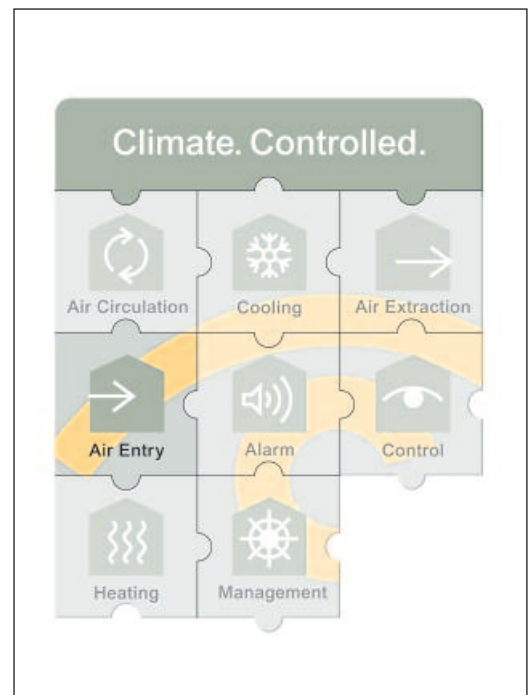 Climate. Controlled.
Air Circulation
Cooling
Air Extraction
Air Entry
Alarm
Control
Heating
Management